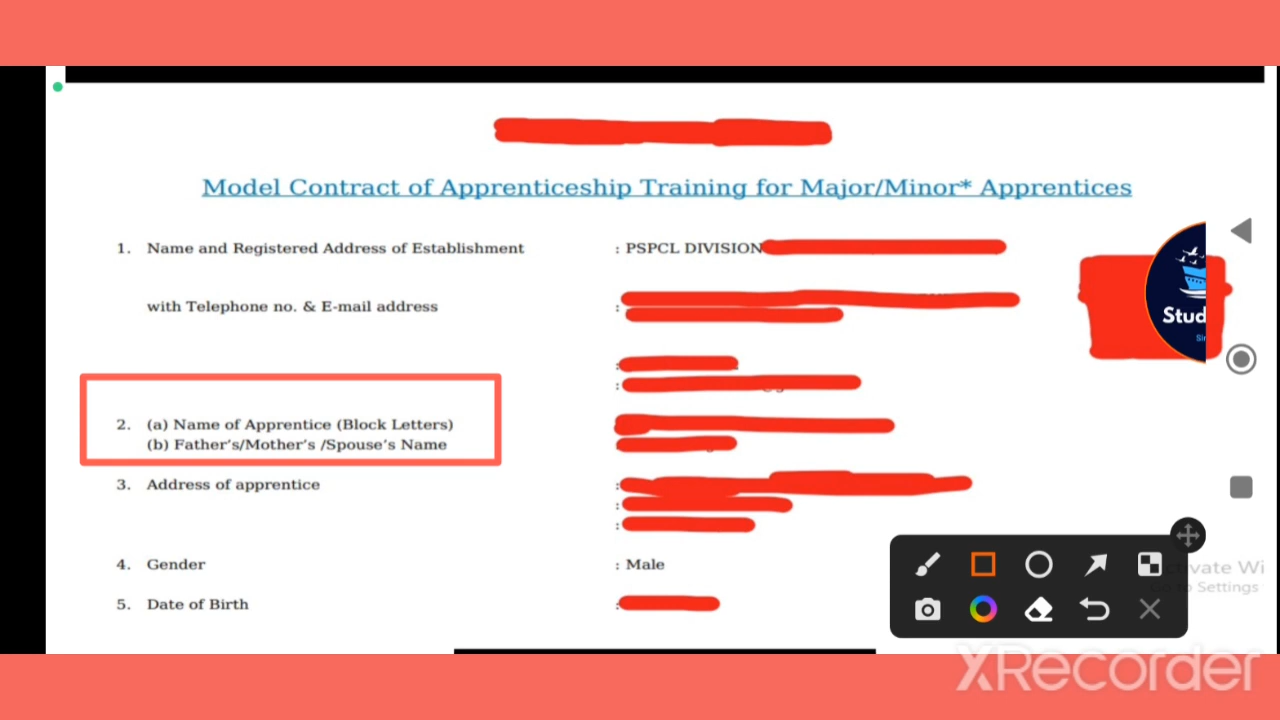 Model Contract of Apprenticeship Training for Major/Minor* Apprentices
1. Name and Registered Address of Establishment : PSPCL DIVISION
with Telephone no. & E-mail address :
:
:
2. (a) Name of Apprentice (Block Letters)
(b) Father's/Mother's /Spouse's Name
3. Address of apprentice :
:
:
4. Gender : Male
5. Date of Birth :
Stud
to Settings
XRecorder